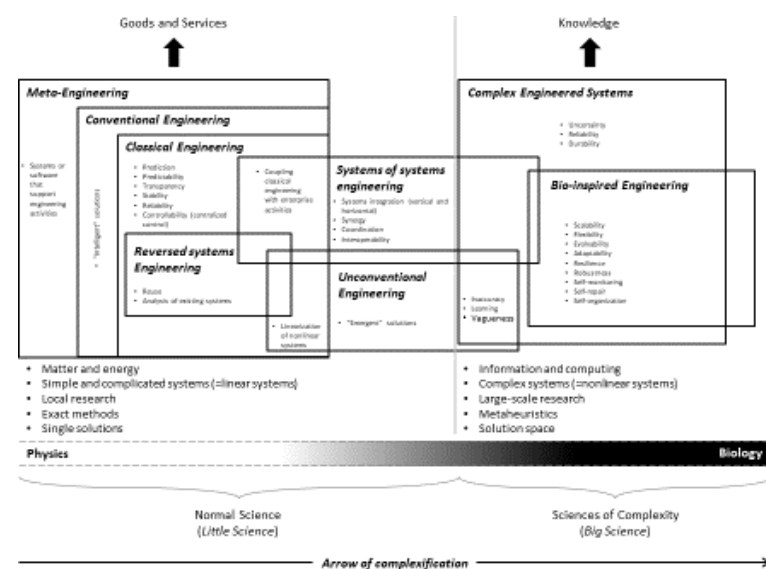 Goods and Services
Knowledge
Meta-Engineering
• Systems or
software
that
support
engineering
activities
Conventional Engineering
• "Intelligent" solutions
Classical Engineering
• Prediction
• Predictability
• Transparency
• Stability
• Reliability
• Controllability (centralized
control)
• Coupling
classical
engineering
with enterprise
activities
Systems of systems
engineering
• Systems integration (vertical and
horizontal)
• Synergy
• Coordination
• Interoperability
Reversed systems
Engineering
• Reuse
• Analysis of existing systems
Unconventional
Engineering
• Linearization
of nonlinear
systems
• "Emergent" solutions
Complex Engineered Systems
• Uncertainty
• Reliability
• Durability
Bio-inspired Engineering
• Scalability
• Flexibility
• Evolvability
• Adaptability
• Resilience
• Robustness
• Self-monitoring
• Self-repair
• Self-organization
• Inaccuracy
• Learning
• Vagueness
• Matter and energy
• Simple and complicated systems (=linear systems)
• Local research
• Exact methods
• Single solutions
• Information and computing
• Complex systems (=nonlinear systems)
• Large-scale research
• Metaheuristics
• Solution space
Physics
Biology
Normal Science
(Little Science)
Sciences of Complexity
(Big Science)
Arrow of complexification